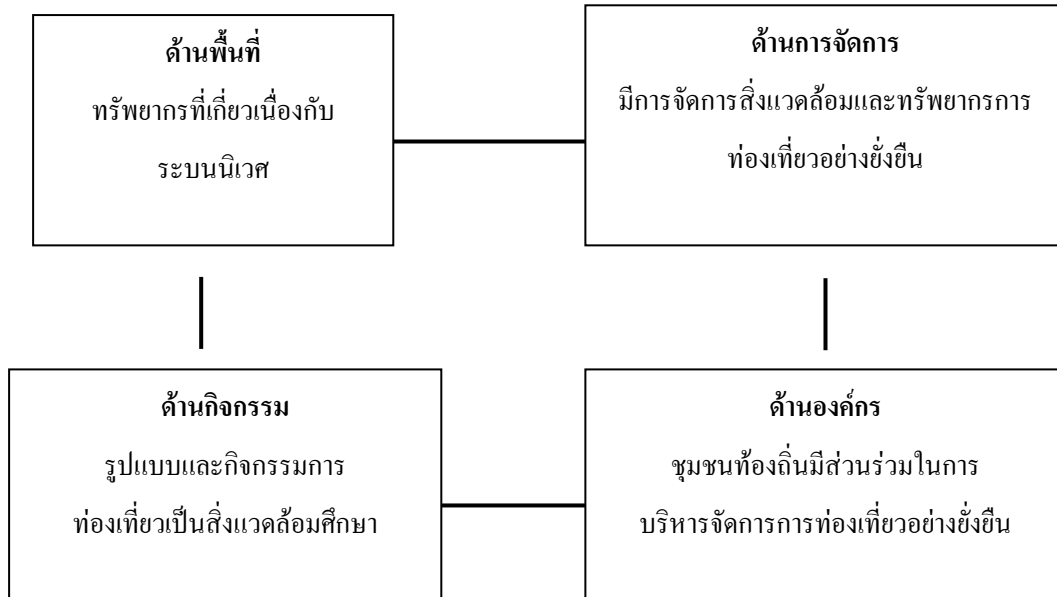 ด้านพื้นที่
ทรัพยากรที่เกี่ยวเนื่องกับ
ระบนนิเวศ
ด้านการจัดการ
มีการจัดการสิ่งแวดล้อมและทรัพยากรการ
ท่องเที่ยวอย่างยั่งยืน
ด้านกิจกรรม
รูปแบบและกิจกรรมการ
ท่องเที่ยวเป็นสิ่งแวดล้อมศึกษา
ด้านองค์กร
ชุมชนท้องถิ่นมีส่วนร่วมในการ
บริหารจัดการการท่องเที่ยวอย่างยั่งยืน